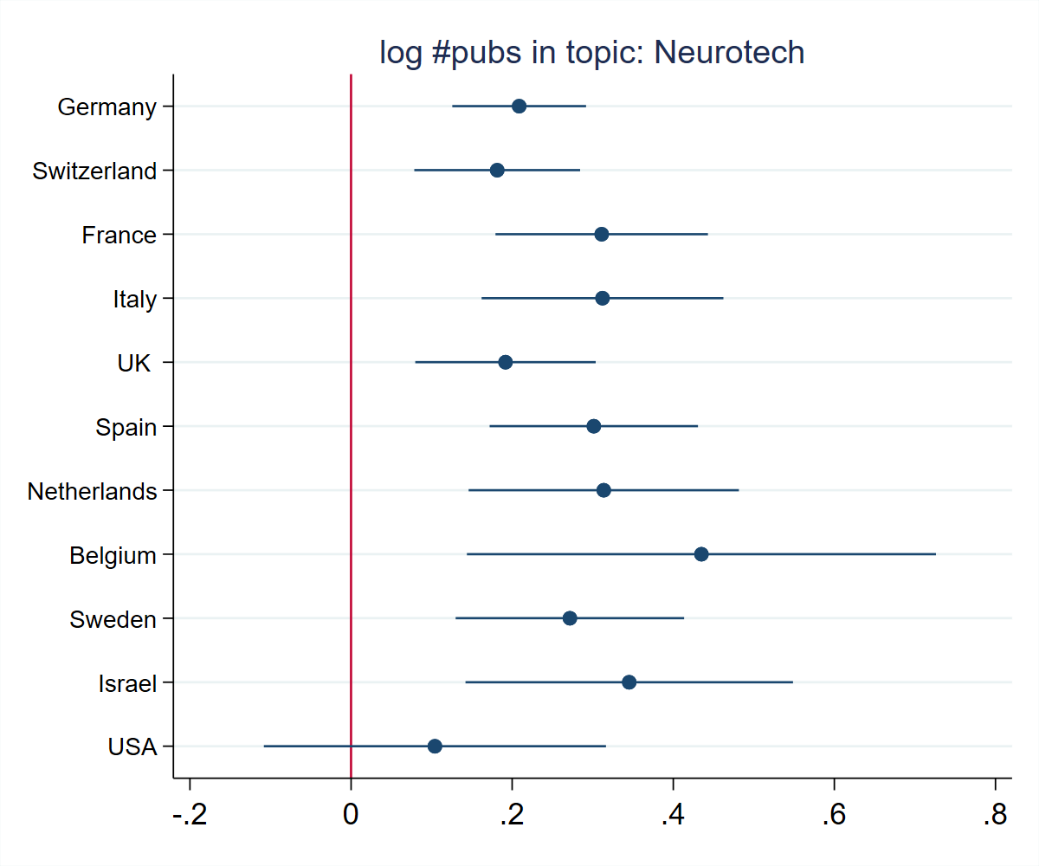 log #pubs in topic: Neurotech
Germany
Switzerland
France
Italy
UK
Spain
Netherlands
Belgium
Sweden
Israel
USA
-.2 0 .2 .4 .6 .8